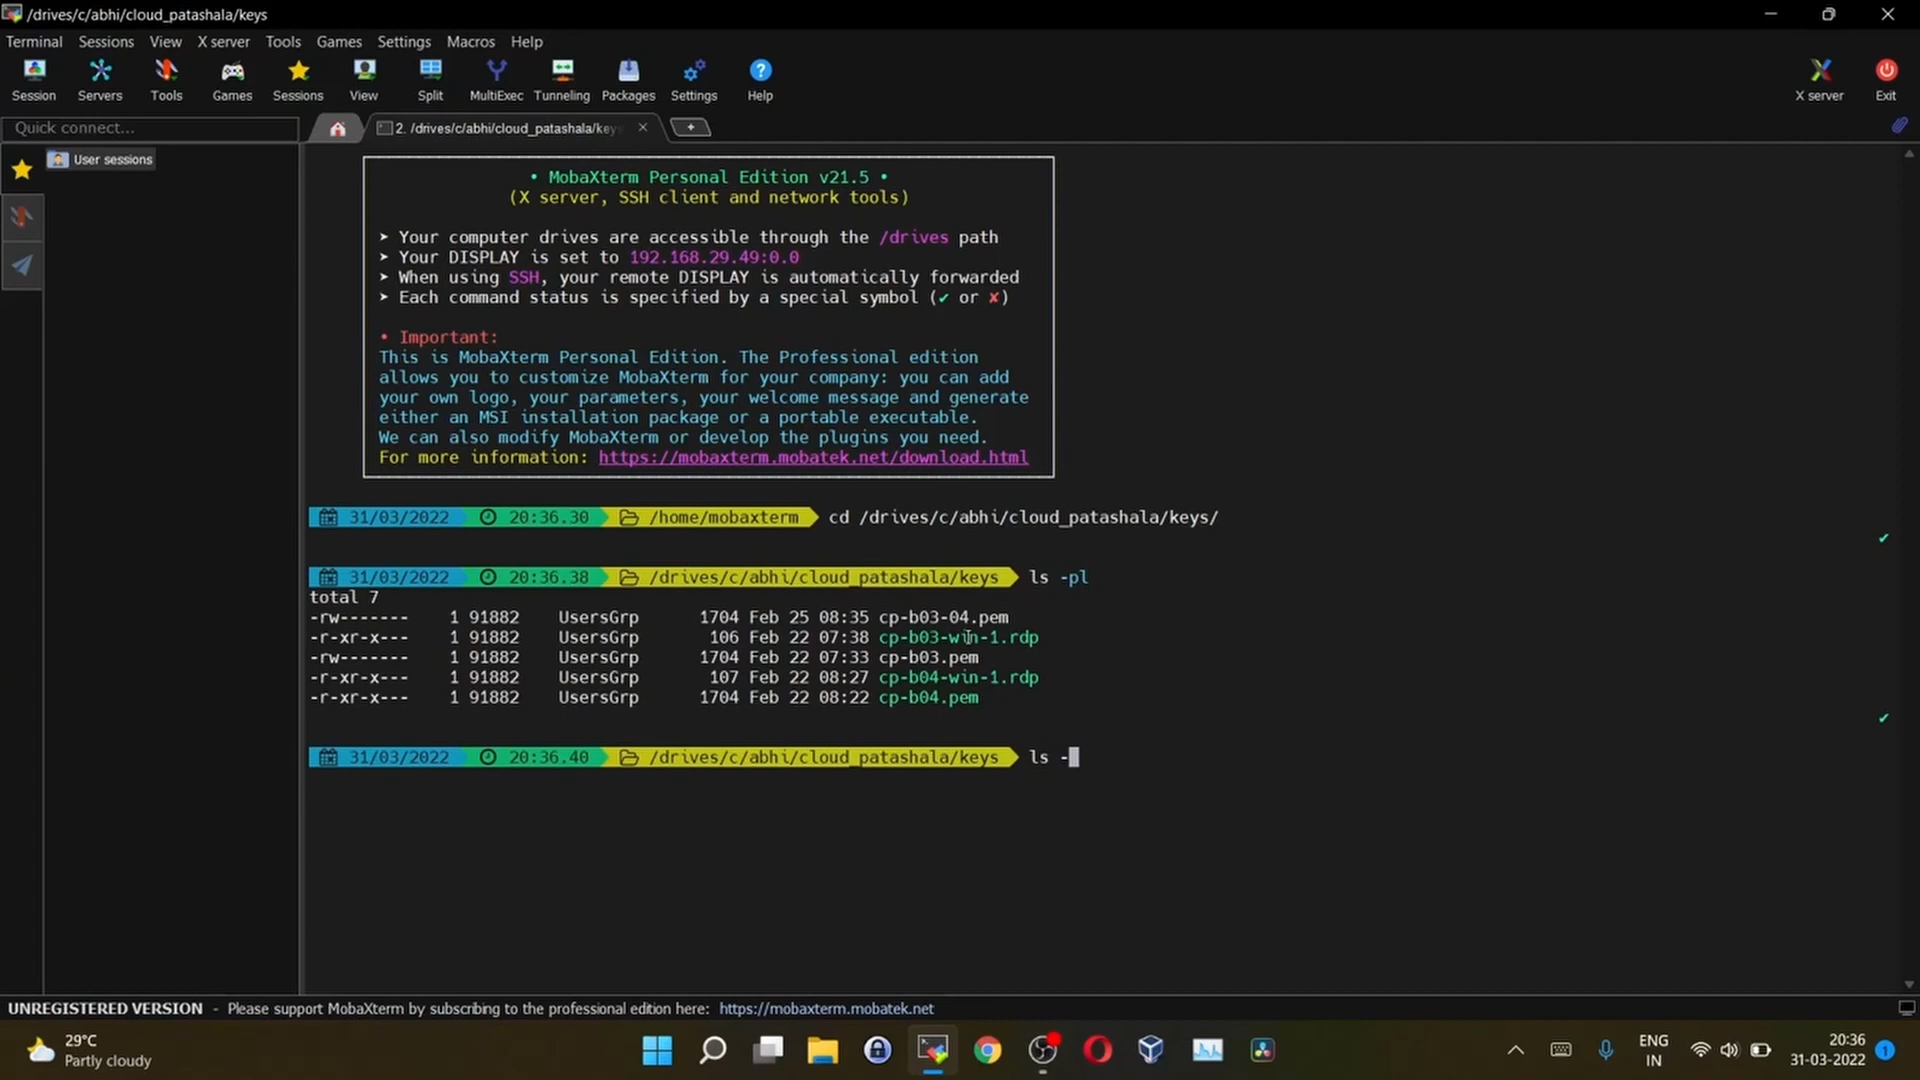 /drives/c/abhi/cloud_patashala/keys
Terminal Sessions View X server Tools Games Settings Macros Help
Session Servers Tools Games Sessions View Split MultiExec Tunneling Packages Settings Help X server Exit
Quick connect...
2. /drives/c/abhi/cloud_patashala/key
User sessions
• MobaXterm Personal Edition v21.5 •
(X server, SSH client and network tools)
➤ Your computer drives are accessible through the /drives path
➤ Your DISPLAY is set to 192.168.29.49:0.0
➤ When using SSH, your remote DISPLAY is automatically forwarded
➤ Each command status is specified by a special symbol (✔ or ✘)
• Important:
This is MobaXterm Personal Edition. The Professional edition
allows you to customize MobaXterm for your company: you can add
your own logo, your parameters, your welcome message and generate
either an MSI installation package or a portable executable.
We can also modify MobaXterm or develop the plugins you need.
For more information: https://mobaxterm.mobatek.net/download.html
31/03/2022 20:36.30 /home/mobaxterm cd /drives/c/abhi/cloud_patashala/keys/
31/03/2022 20:36.38 /drives/c/abhi/cloud_patashala/keys ls -pl
total 7
-rw------- 1 91882 UsersGrp 1704 Feb 25 08:35 cp-b03-04.pem
-r-xr-x--- 1 91882 UsersGrp 106 Feb 22 07:38 cp-b03-win-1.rdp
-rw------- 1 91882 UsersGrp 1704 Feb 22 07:33 cp-b03.pem
-r-xr-x--- 1 91882 UsersGrp 107 Feb 22 08:27 cp-b04-win-1.rdp
-r-xr-x--- 1 91882 UsersGrp 1704 Feb 22 08:22 cp-b04.pem
31/03/2022 20:36.40 /drives/c/abhi/cloud_patashala/keys ls -
UNREGISTERED VERSION - Please support MobaXterm by subscribing to the professional edition here: https://mobaxterm.mobatek.net
29°C
Partly cloudy
ENG
IN
20:36
31-03-2022
1